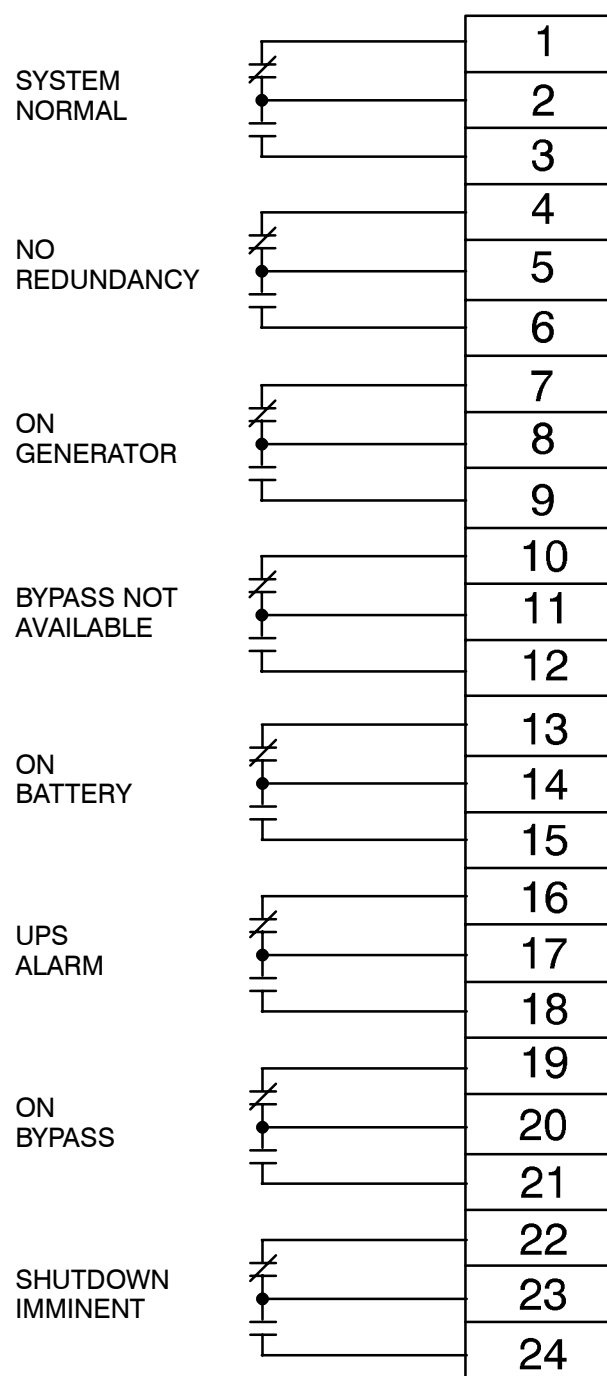 1
SYSTEM
NORMAL
2
3
4
NO
REDUNDANCY
5
6
7
ON
GENERATOR
8
9
10
BYPASS NOT
AVAILABLE
11
12
13
ON
BATTERY
14
15
16
UPS
ALARM
17
18
19
ON
BYPASS
20
21
22
SHUTDOWN
IMMINENT
23
24